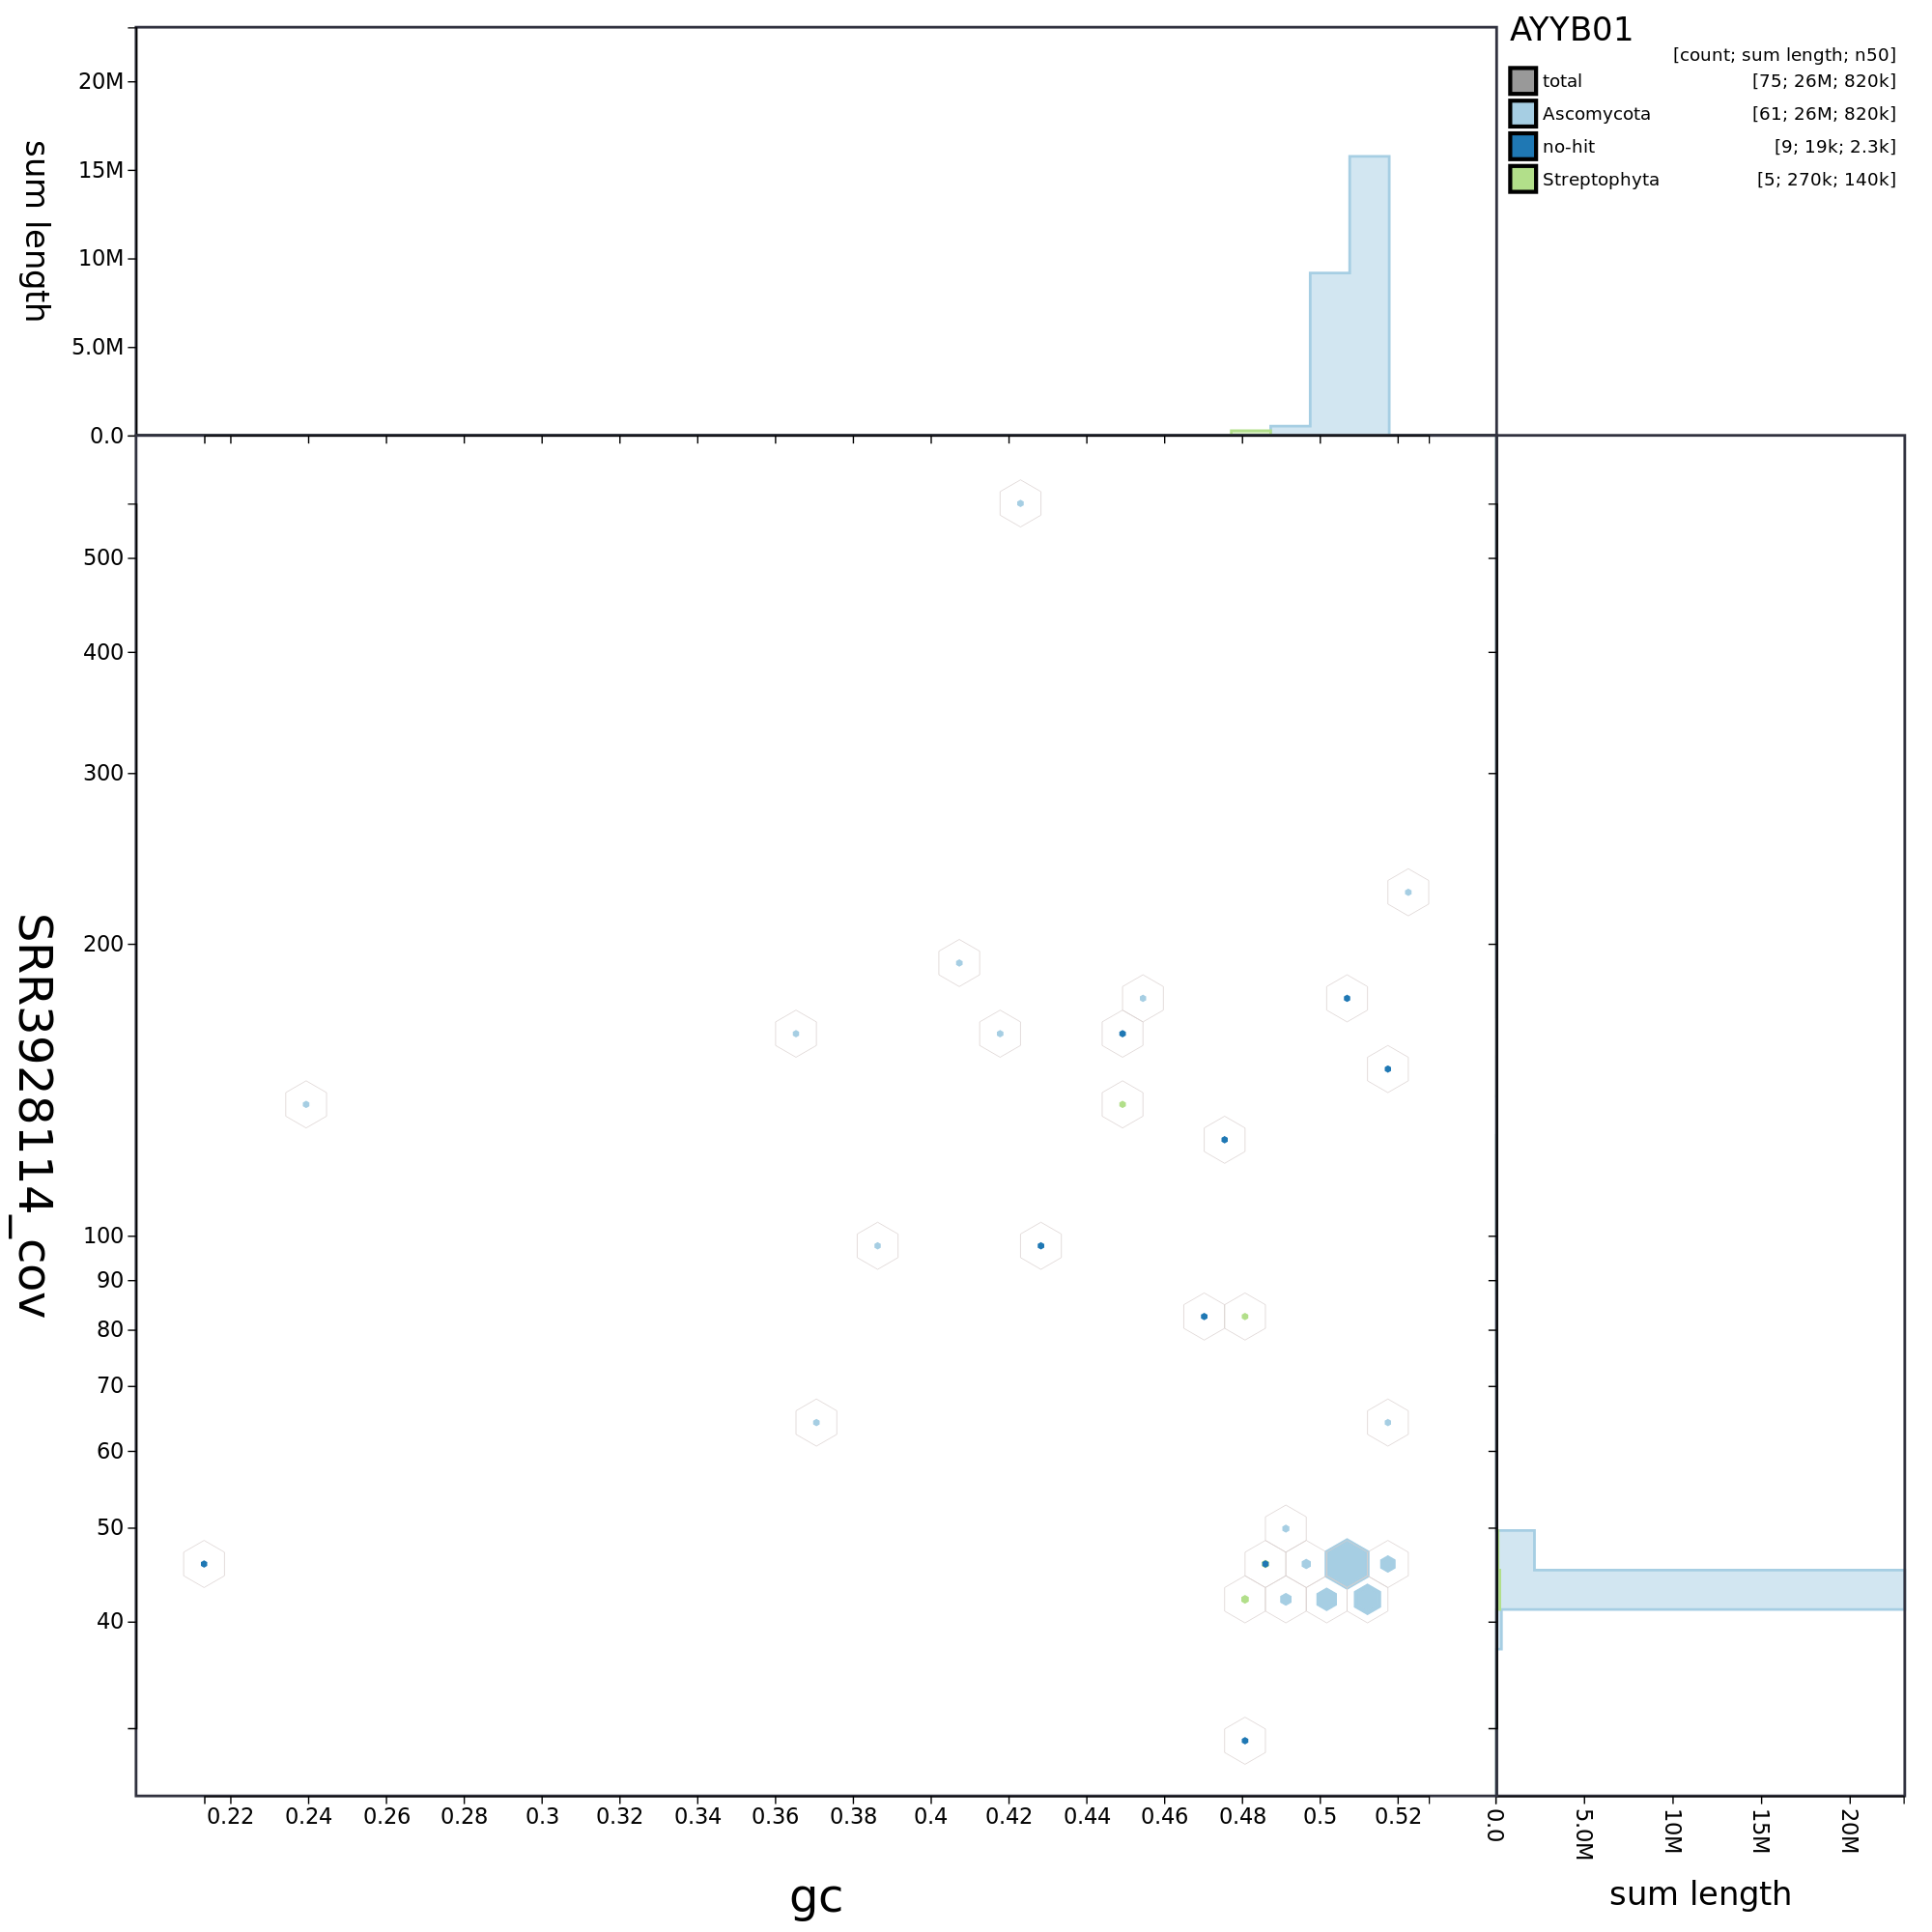 AYYB01
[count; sum length; n50]
total [75; 26M; 820k]
Ascomycota [61; 26M; 820k]
no-hit [9; 19k; 2.3k]
Streptophyta [5; 270k; 140k]
sum length
20M
15M
10M
5.0M
0.0
SRR3928114_cov
500
400
300
200
100
90
80
70
60
50
40
0.22 0.24 0.26 0.28 0.3 0.32 0.34 0.36 0.38 0.4 0.42 0.44 0.46 0.48 0.5 0.52
gc
0.0 5.0M 10M 15M 20M
sum length